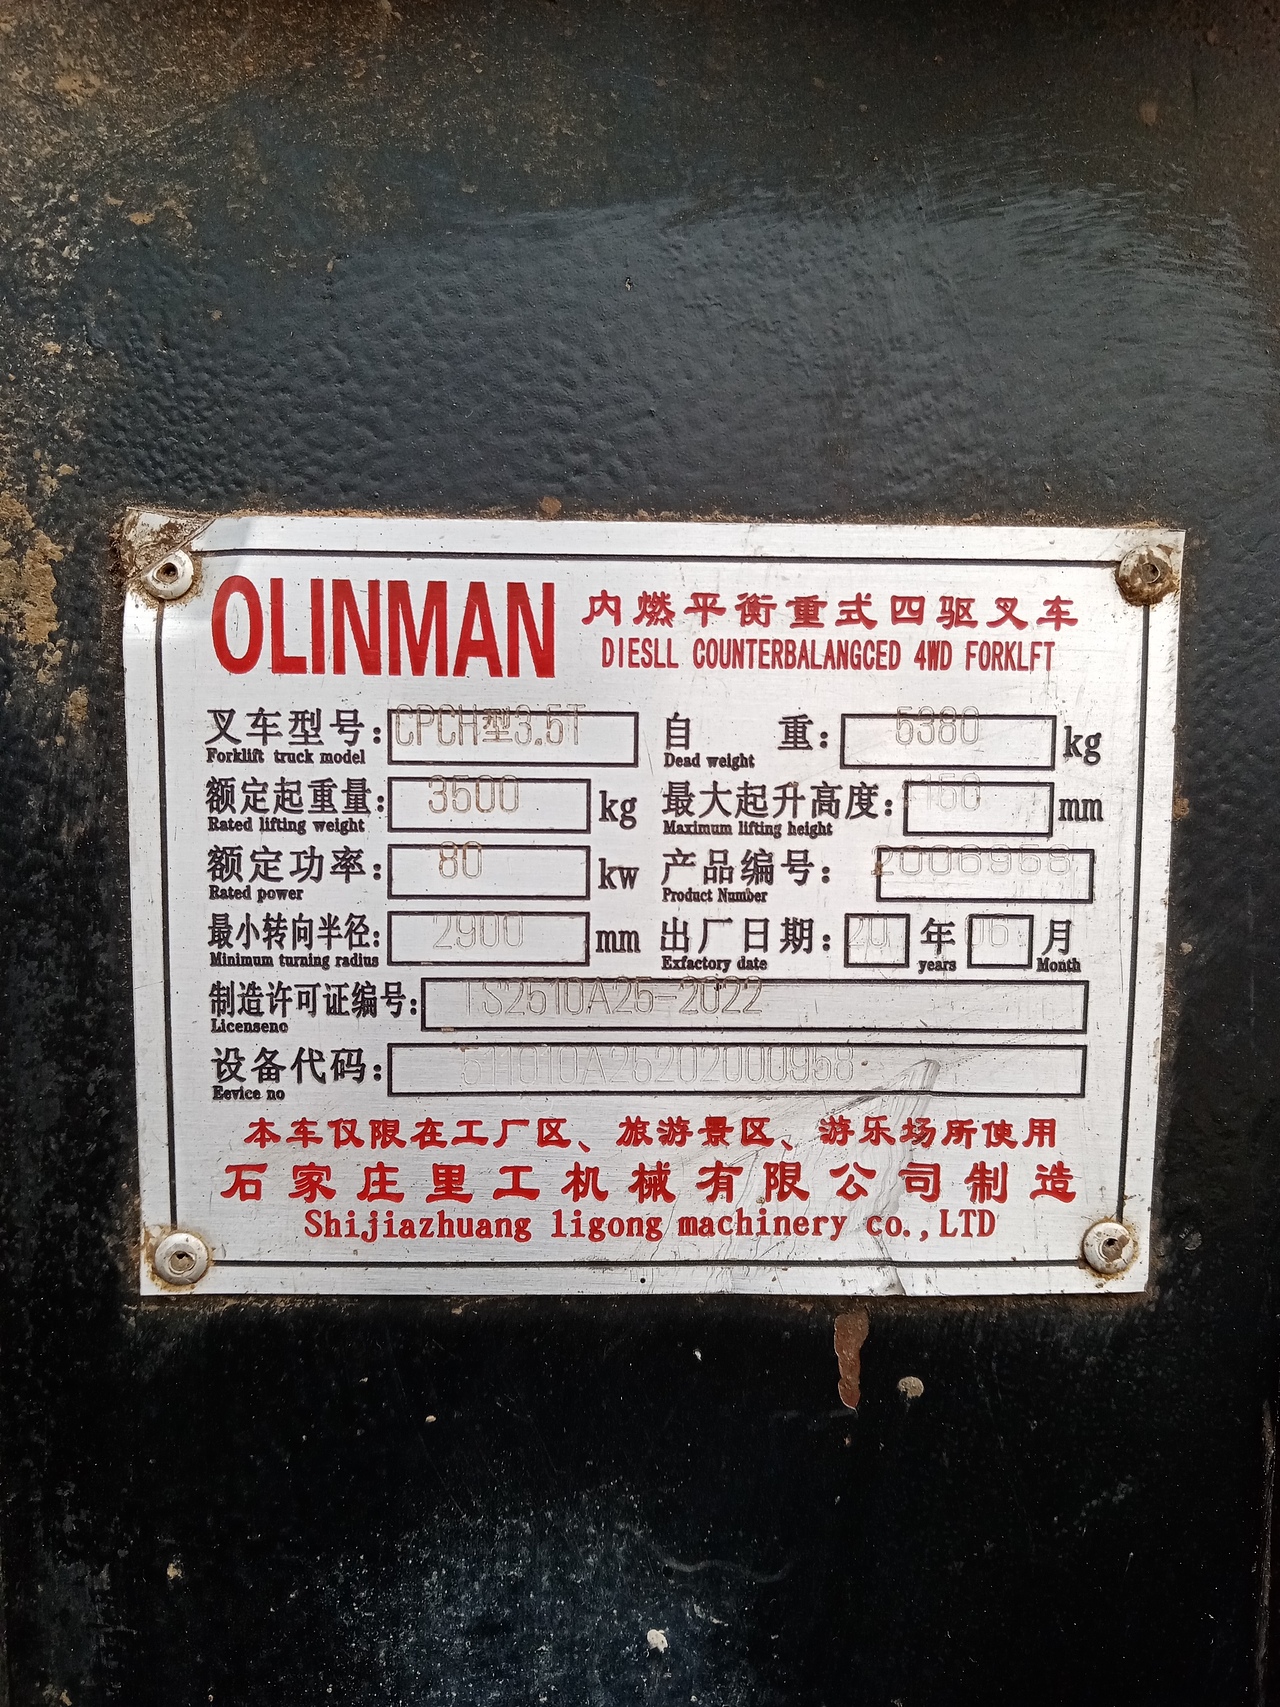 OLINMAN 内燃平衡重式四驱叉车
DIESLL COUNTERBALANGCED 4WD FORKLFT
叉车型号: CPCH型3.5T 自 重: 5380 kg
Forklift truck model Dead weight
额定起重量: 3500 kg 最大起升高度: mm
Rated lifting weight Maximum lifting height
额定功率: 80 kw 产品编号: 2006958
Rated power Product Number
最小转向半径: 2900 mm 出厂日期: 20 年 06 月
Minimum turning radius Exfactory date years Month
制造许可证编号: TS2510A25-2022
Licenseno
设备代码: 511010A25202000958
Eevice no
本车仅限在工厂区、旅游景区、游乐场所使用
石家庄里工机械有限公司制造
Shijiazhuang ligong machinery co.,LTD